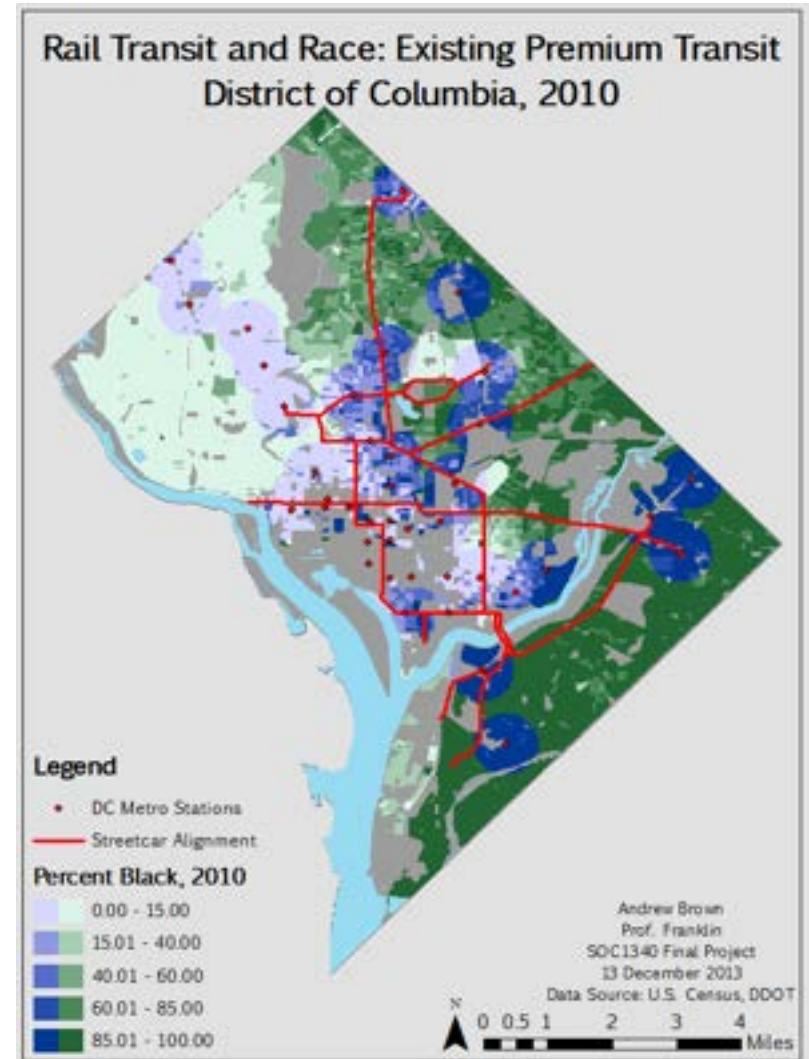 Rail Transit and Race: Existing Premium Transit
District of Columbia, 2010
Legend
DC Metro Stations
Streetcar Alignment
Percent Black, 2010
0.00 - 15.00
15.01 - 40.00
40.01 - 60.00
60.01 - 85.00
85.01 - 100.00
Andrew Brown
Prof. Franklin
SOC1340 Final Project
13 December 2013
Data Source: U.S. Census, DDOT
N
0 0.5 1 2 3 4
Miles